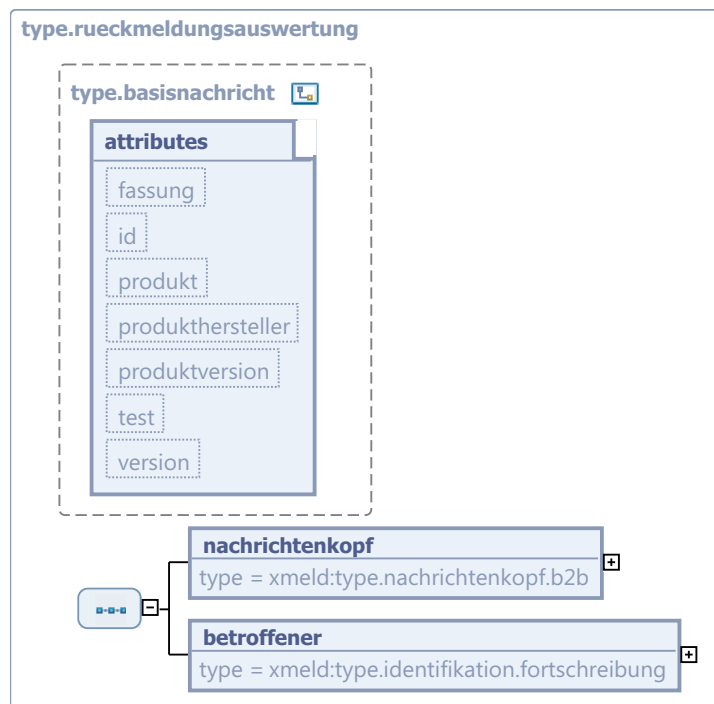 type.rueckmeldungsauswertung
type.basisnachricht
attributes
fassung
id
produkt
produkthersteller
produktversion
test
version
nachrichtenkopf
type = xmeld:type.nachrichtenkopf.b2b
betroffener
type = xmeld:type.identifikation.fortschreibung